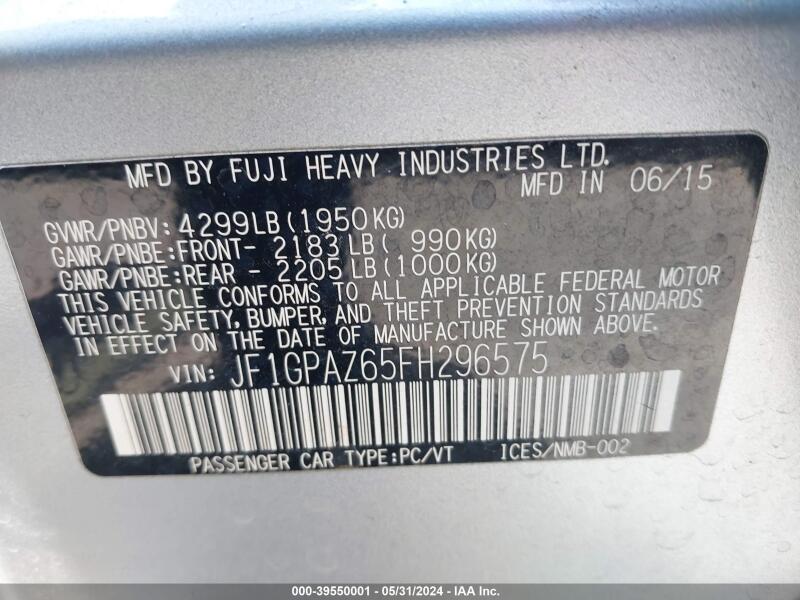 MFD BY FUJI HEAVY INDUSTRIES LTD.
MFD IN 06/15
GVWR/PNBV: 4299LB(1950KG)
GAWR/PNBE:FRONT- 2183LB( 990KG)
GAWR/PNBE:REAR - 2205LB(1000KG)
THIS VEHICLE CONFORMS TO ALL APPLICABLE FEDERAL MOTOR
VEHICLE SAFETY, BUMPER, AND THEFT PREVENTION STANDARDS
IN EFFECT ON THE DATE OF MANUFACTURE SHOWN ABOVE.
VIN: JF1GPAZ65FH296575
PASSENGER CAR TYPE:PC/VT ICES/NMB-002
000-39550001 - 05/31/2024 - IAA Inc.